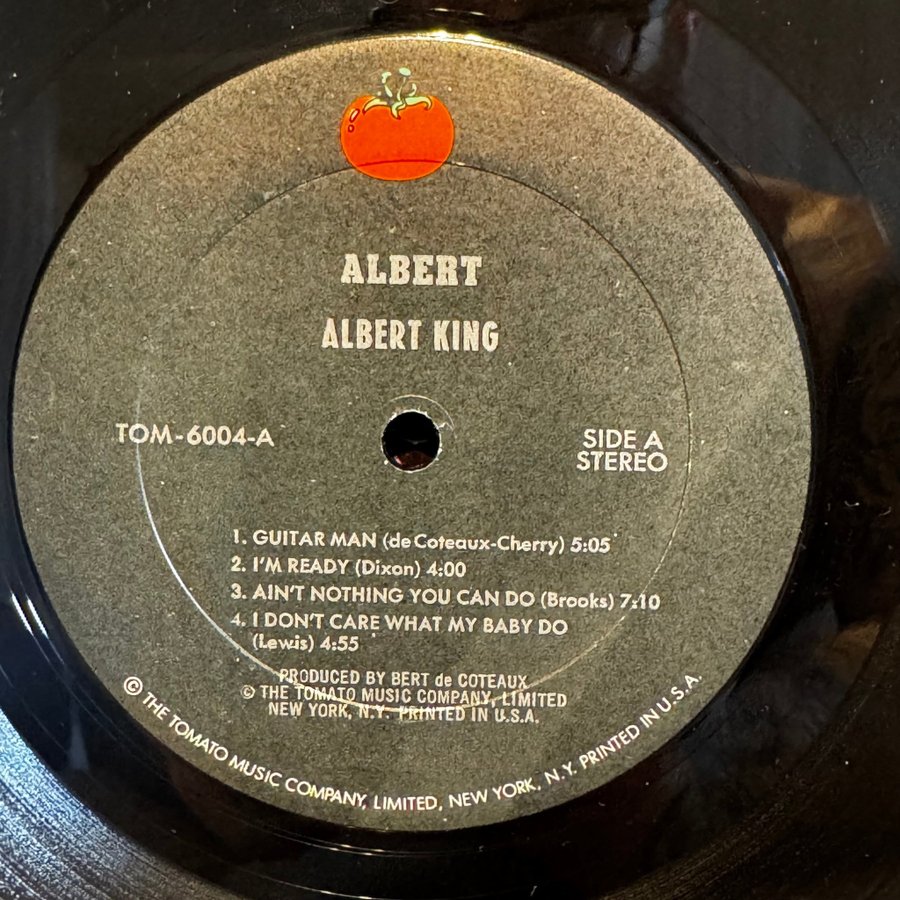 ALBERT
ALBERT KING
TOM-6004-A
SIDE A
STEREO
1. GUITAR MAN (de Coteaux-Cherry) 5:05
2. I'M READY (Dixon) 4:00
3. AIN'T NOTHING YOU CAN DO (Brooks) 7:10
4. I DON'T CARE WHAT MY BABY DO
(Lewis) 4:55
PRODUCED BY BERT de COTEAUX
© THE TOMATO MUSIC COMPANY, LIMITED
NEW YORK, N.Y. PRINTED IN U.S.A.
© THE TOMATO MUSIC COMPANY, LIMITED, NEW YORK, N.Y. PRINTED IN U.S.A.